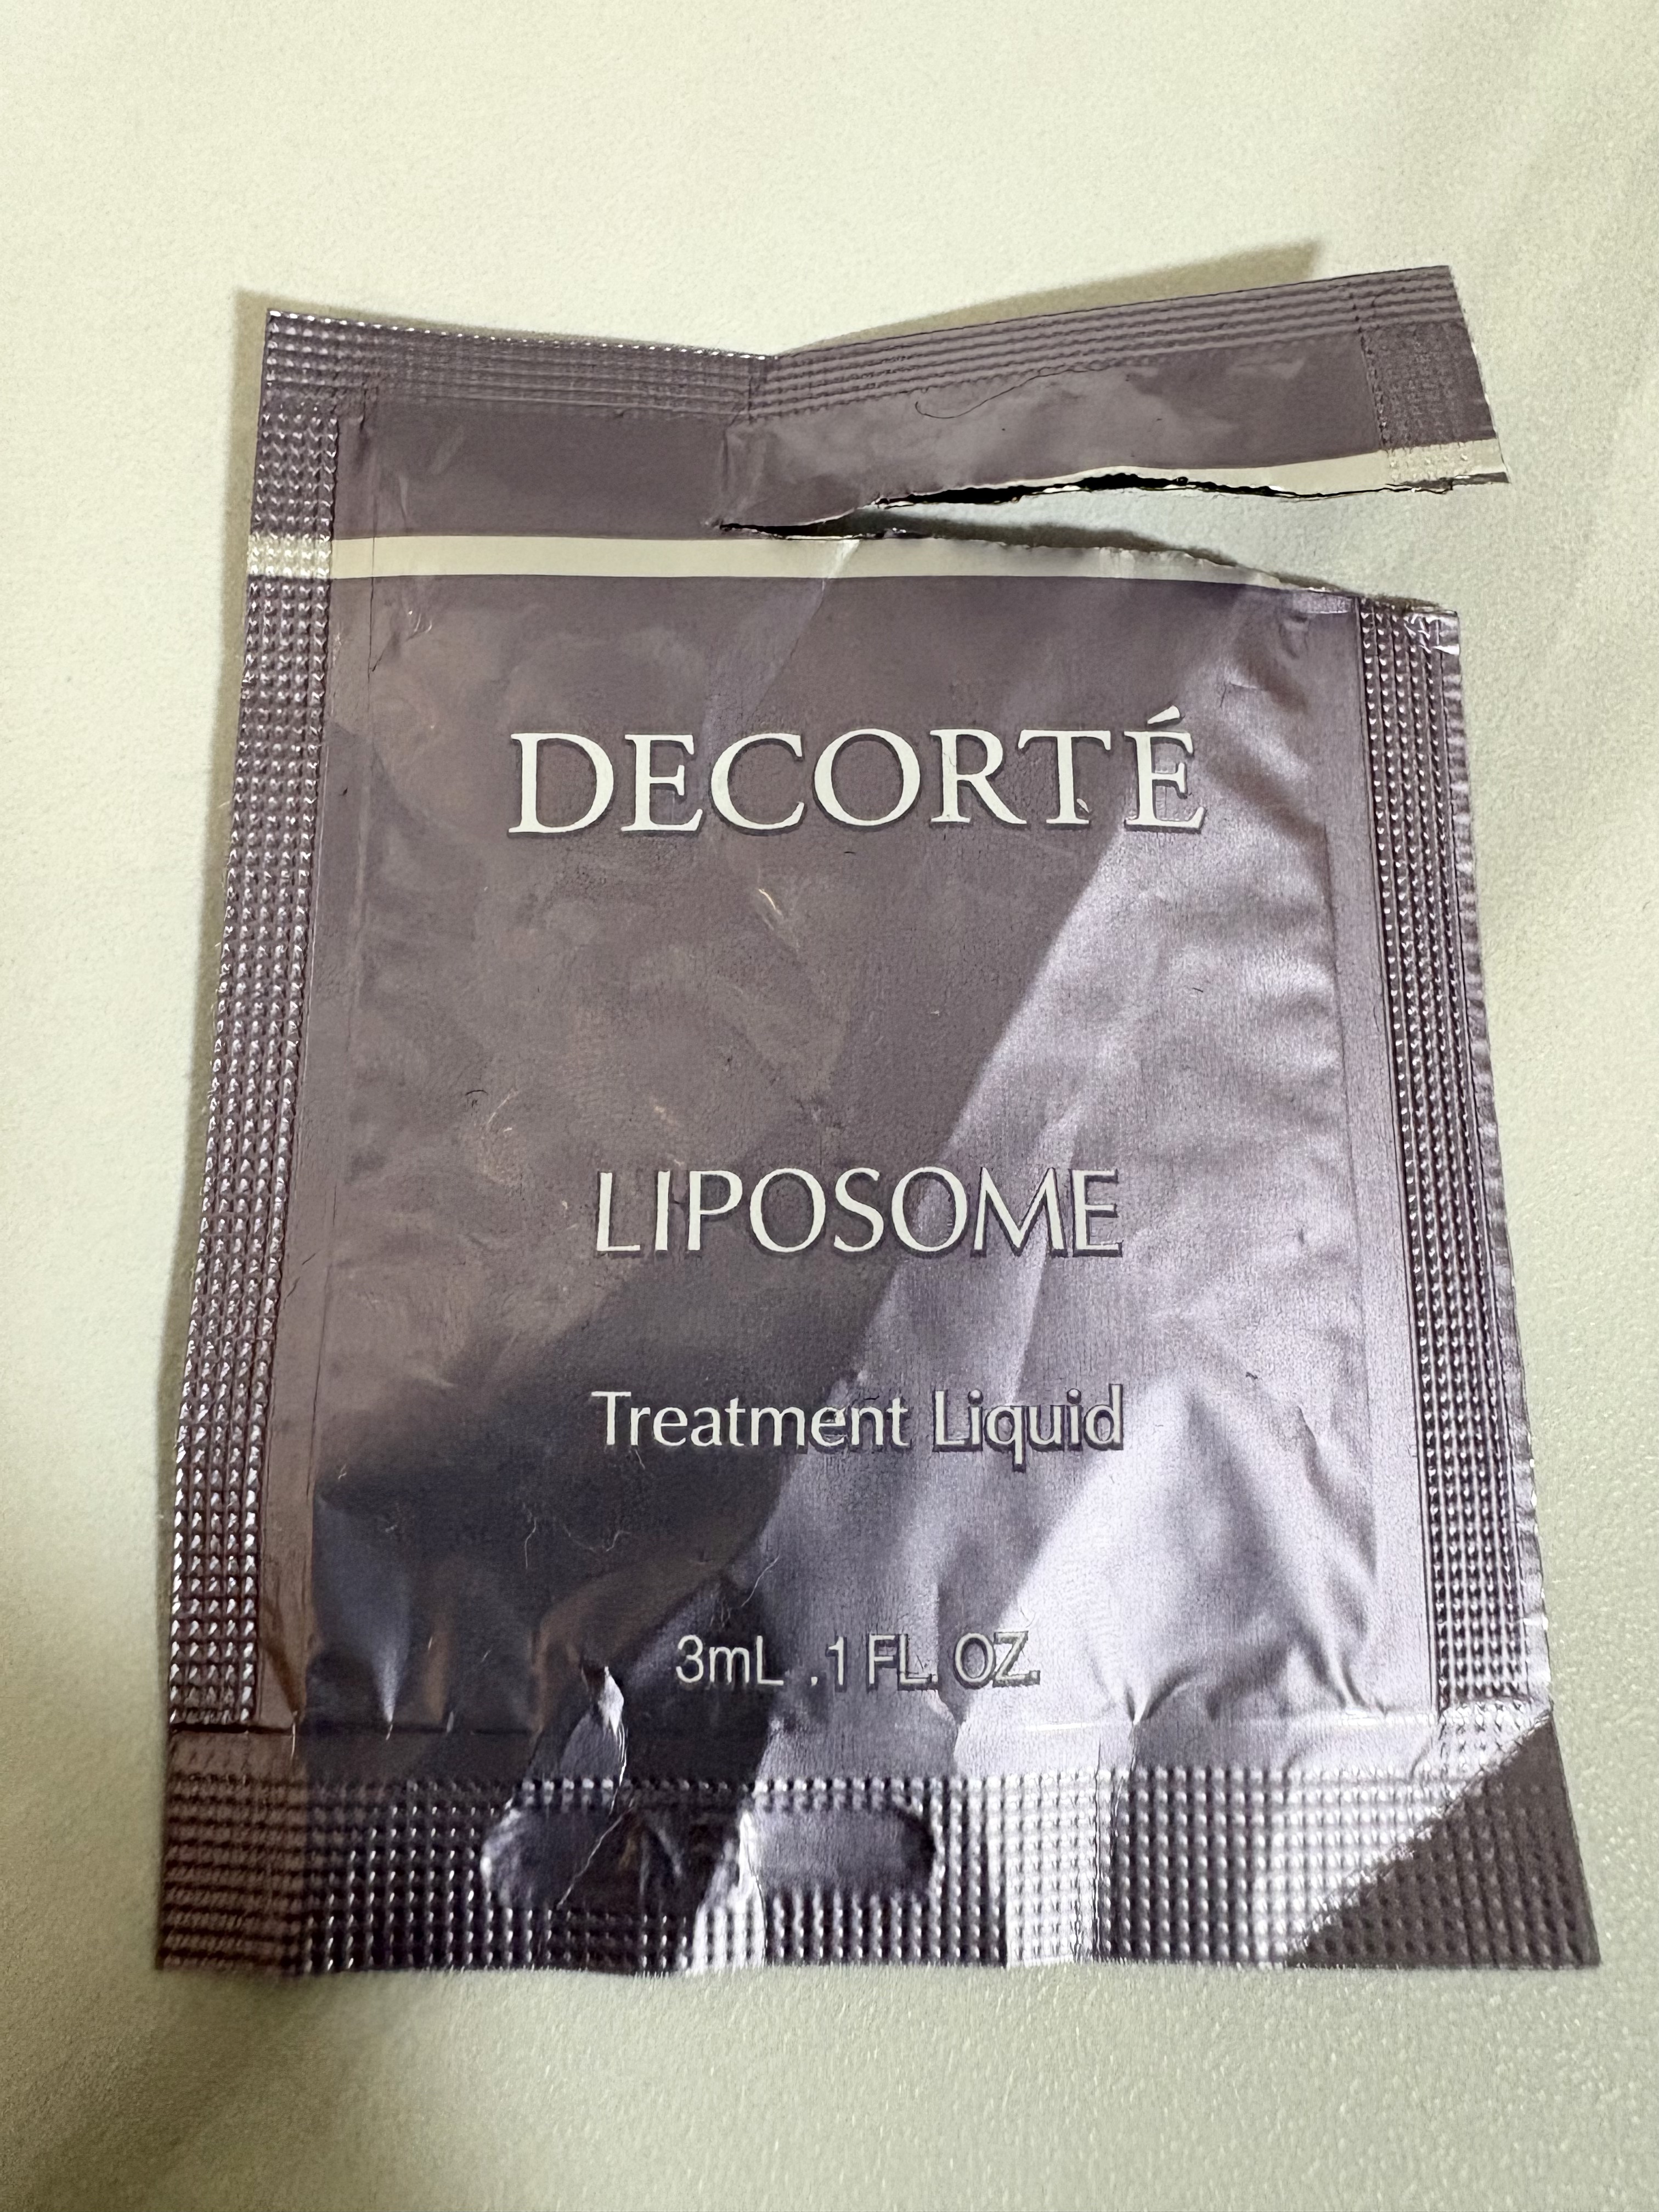 DECORTÉ
LIPOSOME
Treatment Liquid
3mL .1 FL. OZ.